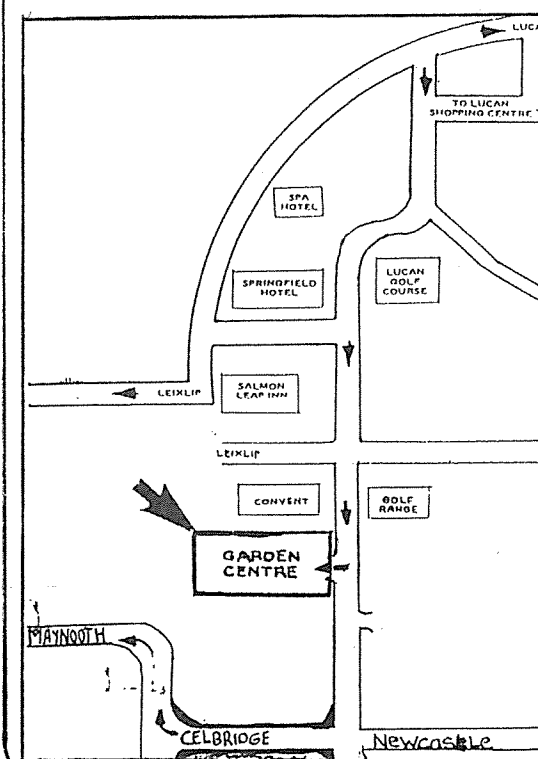 LUCA
TO LUCAN
SHOPPING CENTRE
SPA
HOTEL
SPRINGFIELD
HOTEL
LUCAN
GOLF
COURSE
LEIXLIP
SALMON
LEAP INN
LEIXLIP
CONVENT
GOLF
RANGE
GARDEN
CENTRE
MAYNOOTH
CELBRIDGE
Newcastle